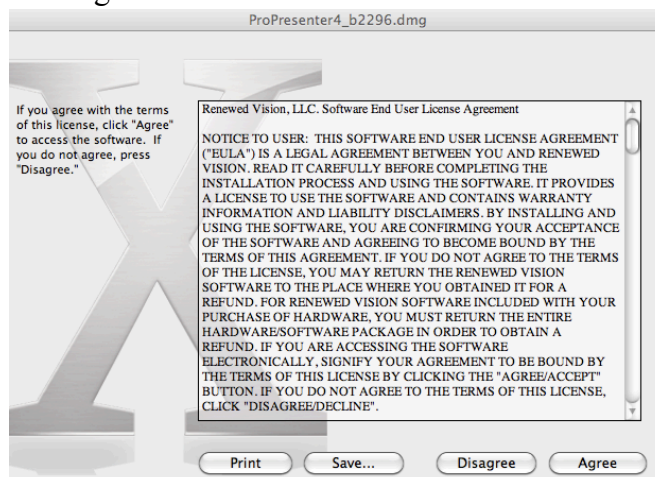 ProPresenter4_b2296.dmg
If you agree with the terms
of this license, click "Agree"
to access the software.  If
you do not agree, press
"Disagree."
Renewed Vision, LLC. Software End User License Agreement
NOTICE TO USER:  THIS SOFTWARE END USER LICENSE AGREEMENT
("EULA") IS A LEGAL AGREEMENT BETWEEN YOU AND RENEWED
VISION. READ IT CAREFULLY BEFORE COMPLETING THE
INSTALLATION PROCESS AND USING THE SOFTWARE. IT PROVIDES
A LICENSE TO USE THE SOFTWARE AND CONTAINS WARRANTY
INFORMATION AND LIABILITY DISCLAIMERS. BY INSTALLING AND
USING THE SOFTWARE, YOU ARE CONFIRMING YOUR ACCEPTANCE
OF THE SOFTWARE AND AGREEING TO BECOME BOUND BY THE
TERMS OF THIS AGREEMENT. IF YOU DO NOT AGREE TO THE TERMS
OF THE LICENSE, YOU MAY RETURN THE RENEWED VISION
SOFTWARE TO THE PLACE WHERE YOU OBTAINED IT FOR A
REFUND. FOR RENEWED VISION SOFTWARE INCLUDED WITH YOUR
PURCHASE OF HARDWARE, YOU MUST RETURN THE ENTIRE
HARDWARE/SOFTWARE PACKAGE IN ORDER TO OBTAIN A
REFUND. IF YOU ARE ACCESSING THE SOFTWARE
ELECTRONICALLY, SIGNIFY YOUR AGREEMENT TO BE BOUND BY
THE TERMS OF THIS LICENSE BY CLICKING THE "AGREE/ACCEPT"
BUTTON. IF YOU DO NOT AGREE TO THE TERMS OF THIS LICENSE,
CLICK "DISAGREE/DECLINE".
Print
Save...
Disagree
Agree